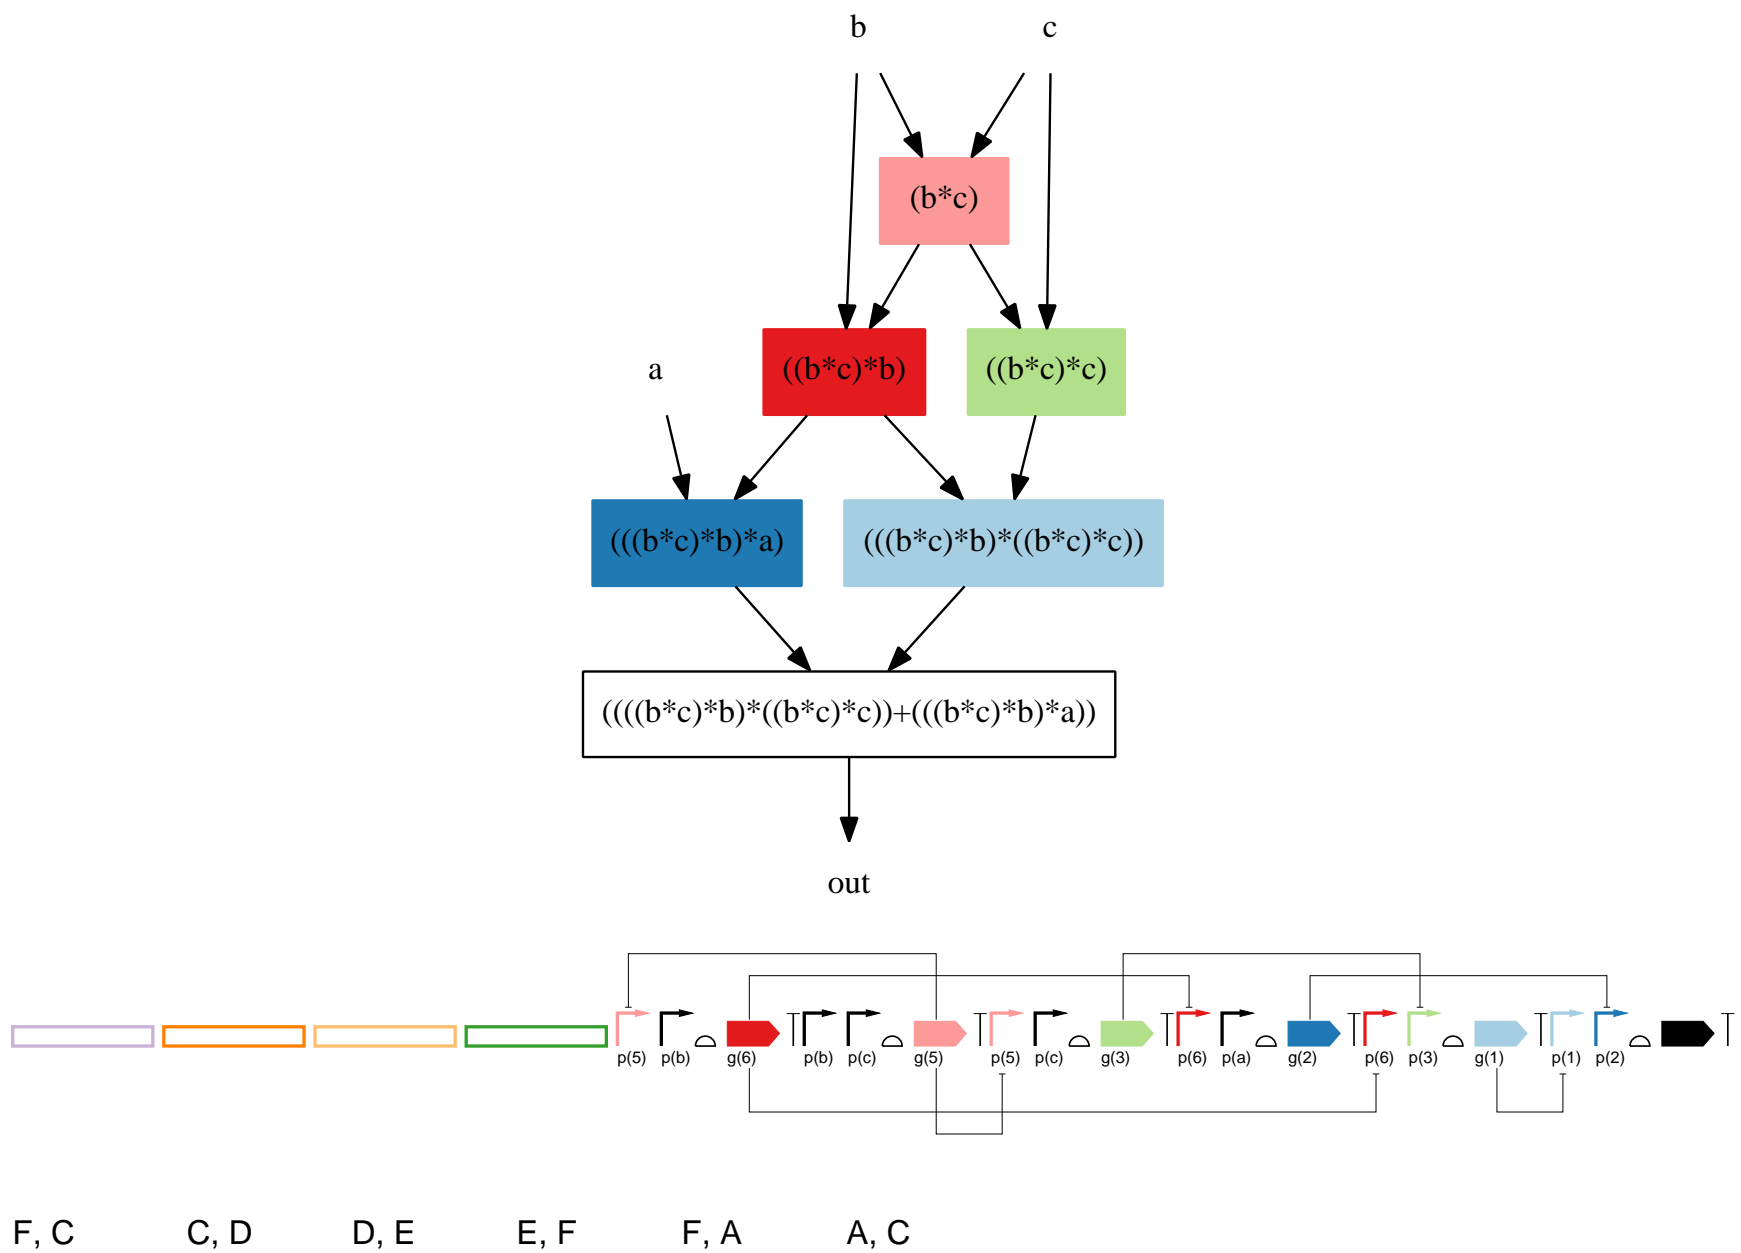 b c
(b*c)
a ((b*c)*b) ((b*c)*c)
(((b*c)*b)*a) (((b*c)*b)*((b*c)*c))
((((b*c)*b)*((b*c)*c))+(((b*c)*b)*a))
out
p(5) p(b) g(6) p(b) p(c) g(5) p(5) p(c) g(3) p(6) p(a) g(2) p(6) p(3) g(1) p(1) p(2)
F, C C, D D, E E, F F, A A, C